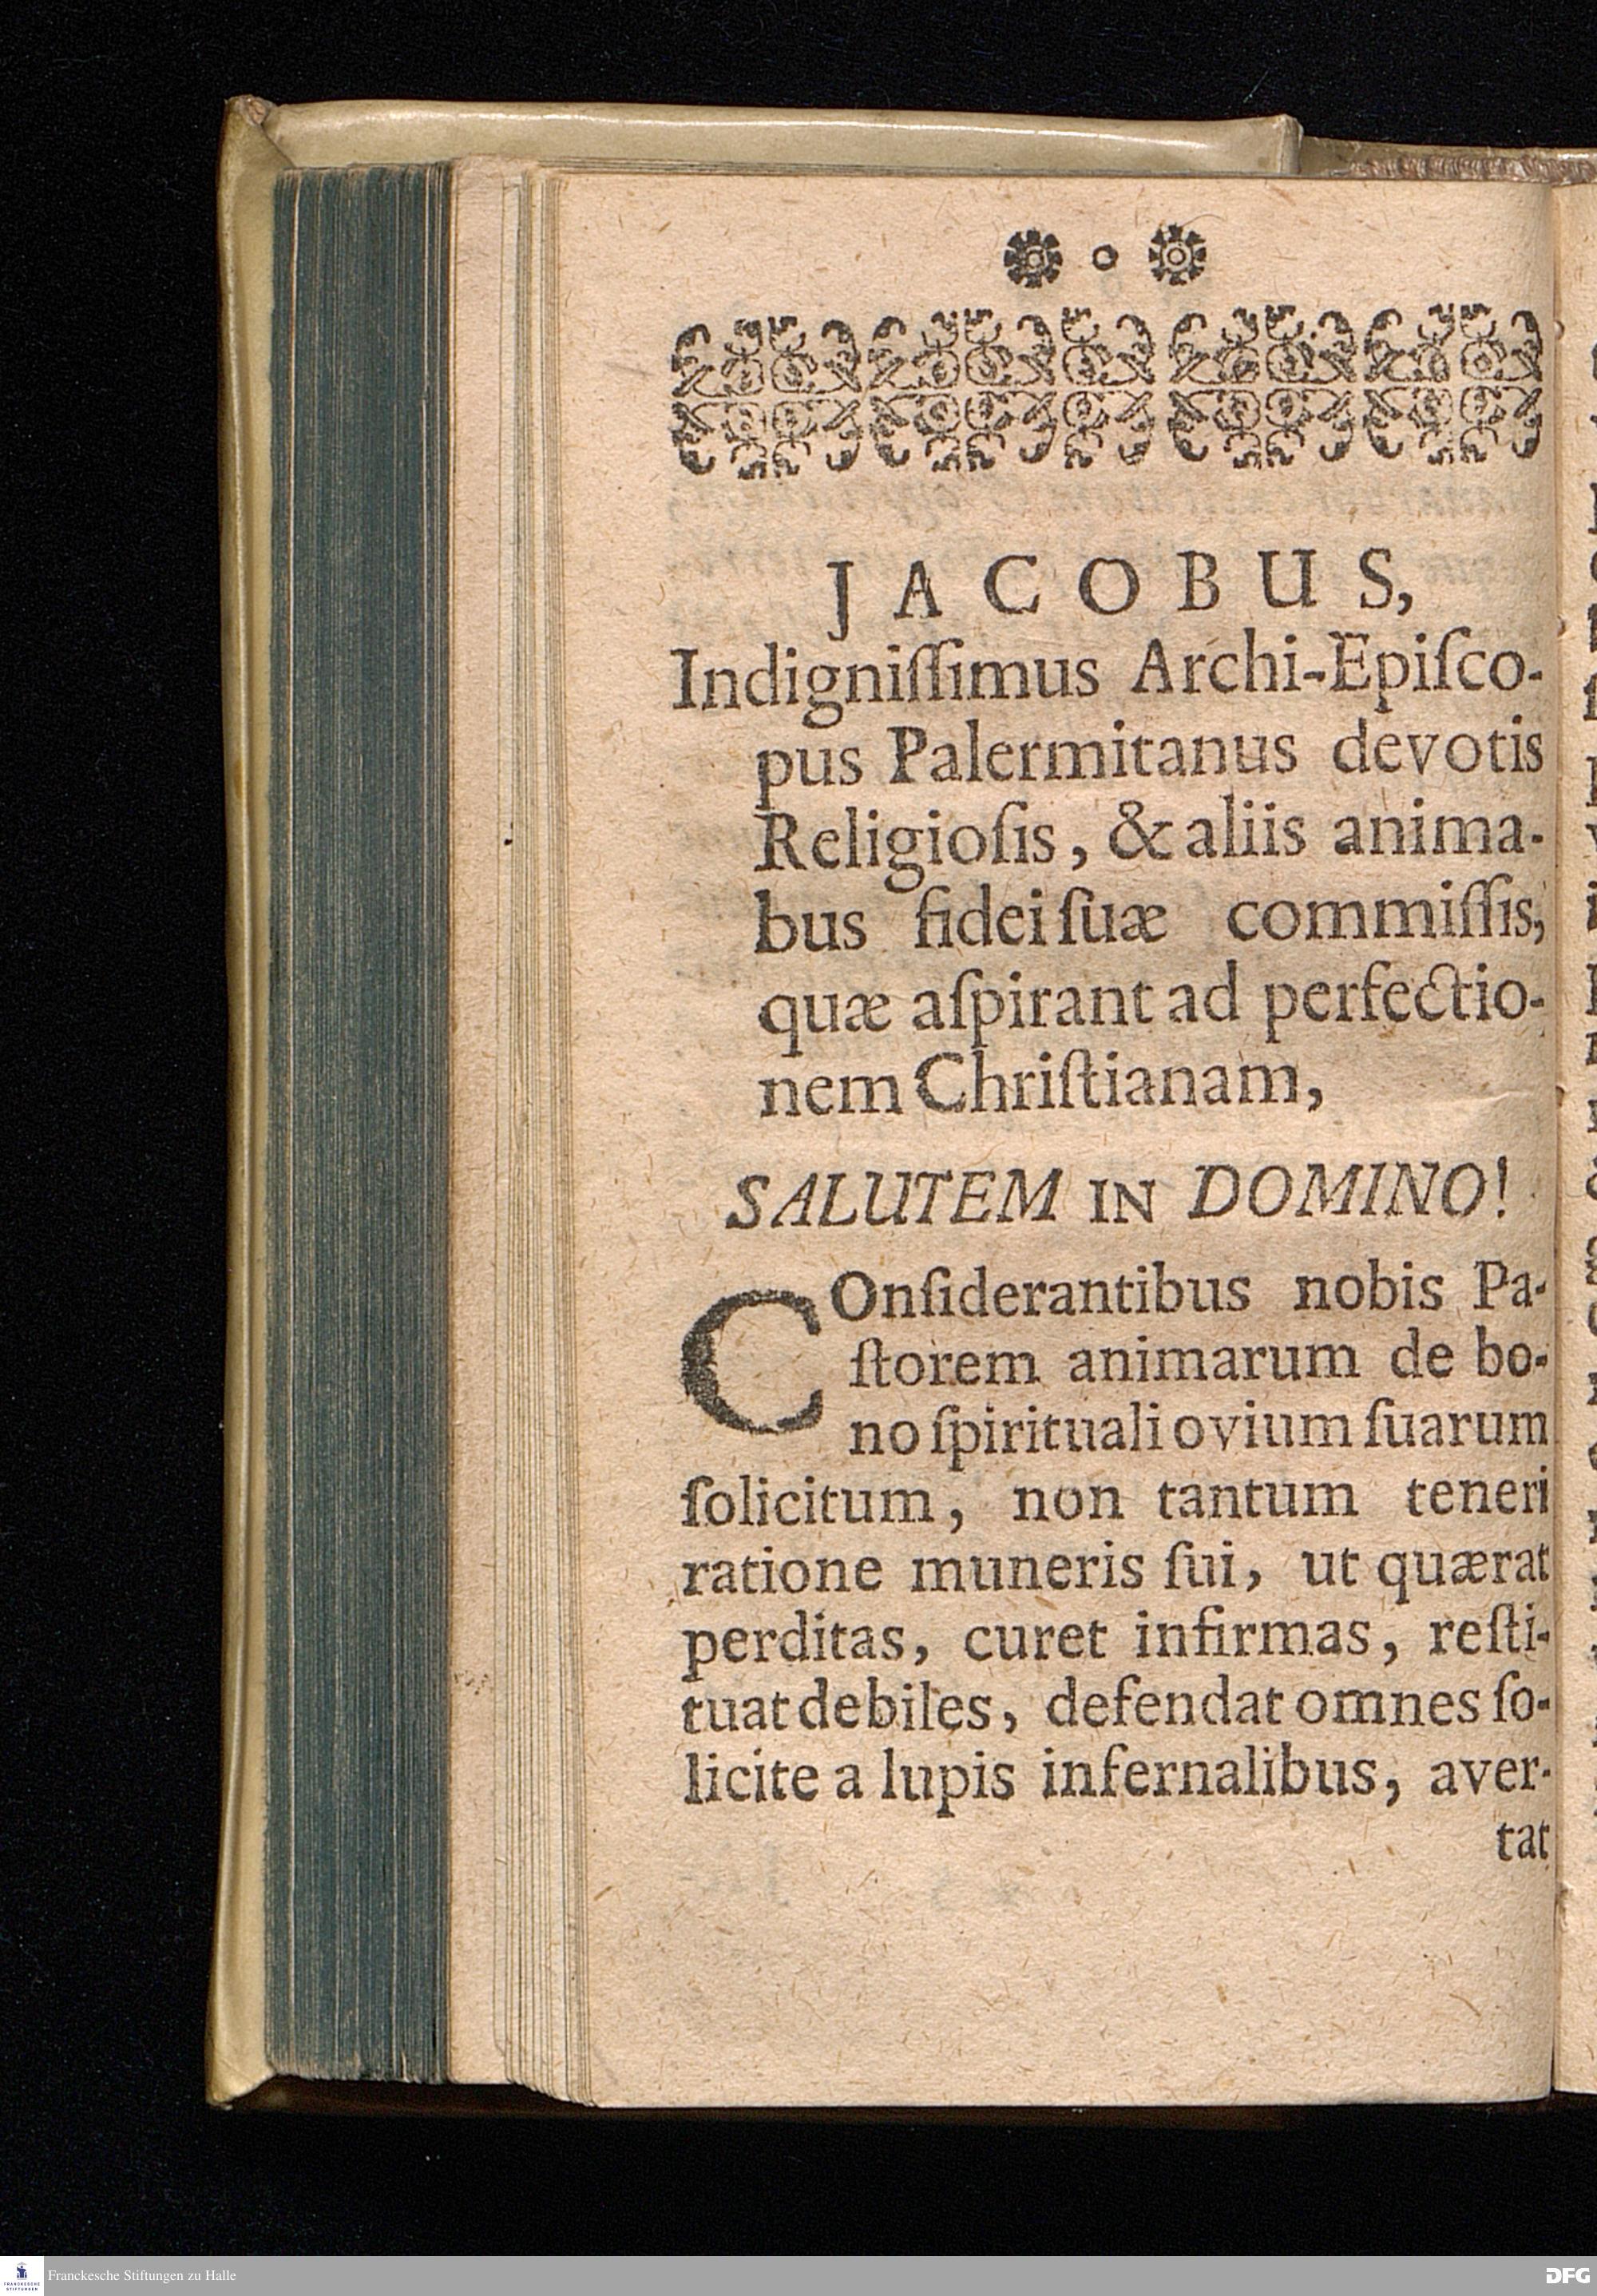 JACOBUS,
Indigniſſimus Archi-Epiſco-
pus Palermitanus devotis
Religioſis, & aliis anima-
bus fidei ſuæ commiſſis,
quæ aſpirant ad perfectio-
nem Chriſtianam,
SALUTEM IN DOMINO!
COnſiderantibus nobis Pa-
ſtorem animarum de bo-
no ſpirituali ovium ſuarum
ſolicitum, non tantum teneri
ratione muneris ſui, ut quærat
perditas, curet infirmas, reſti-
tuat debiles, defendat omnes ſo-
licite a lupis infernalibus, aver-
tat
FRANCKESCHE
STIFTUNGEN
Franckesche Stiftungen zu Halle
DFG